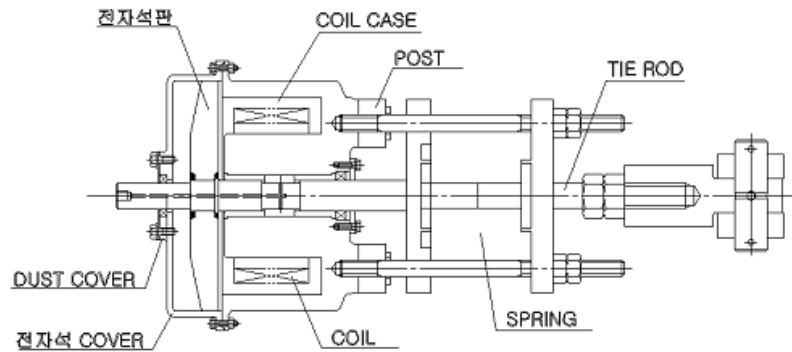 전자석판
COIL CASE
POST
TIE ROD
DUST COVER
전자석 COVER
COIL
SPRING